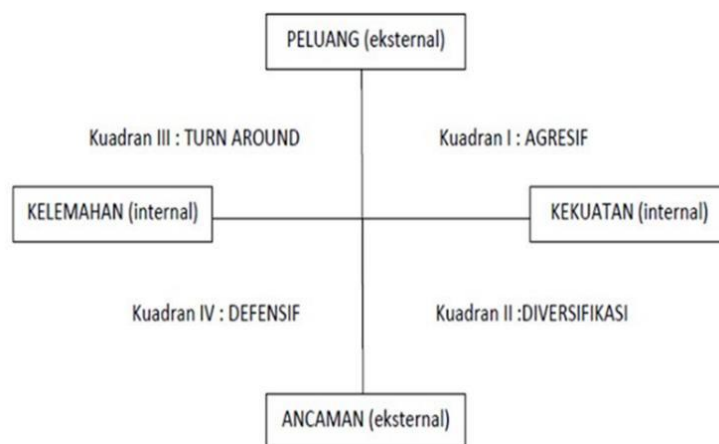 PELUANG (eksternal)
Kuadran III : TURN AROUND
Kuadran I : AGRESIF
KELEMAHAN (internal)
KEKUATAN (internal)
Kuadran IV : DEFENSIF
Kuadran II :DIVERSIFIKASI
ANCAMAN (eksternal)